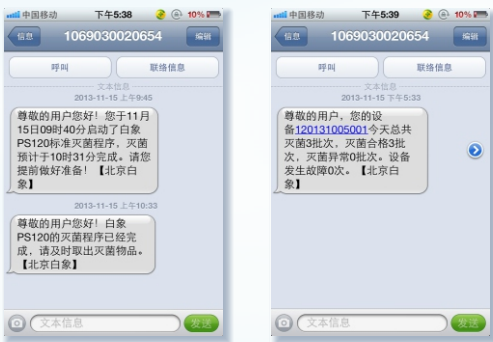 中国移动 下午5:38 10%
信息 1069030020654 编辑
呼叫 联络信息
文本信息
2013-11-15 上午9:45
尊敬的用户您好！您于11月
15日09时40分启动了白象
PS120标准灭菌程序，灭菌
预计于10时31分完成。请您
提前做好准备！【北京白
象】
2013-11-15 上午10:33
尊敬的用户您好！白象
PS120的灭菌程序已经完
成，请及时取出灭菌物品。
【北京白象】
文本信息 发送
中国移动 下午5:39 10%
信息 1069030020654 编辑
呼叫 联络信息
文本信息
2013-11-15 下午5:33
尊敬的用户，您的设
备120131005001今天总共
灭菌3批次，灭菌合格3批
次，灭菌异常0批次。设备
发生故障0次。【北京白
象】
文本信息 发送